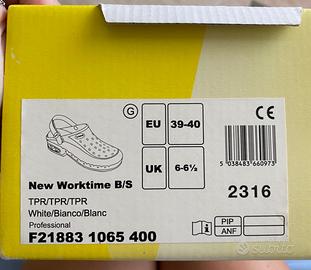 G
EU 39-40
CE
5 038483 660973
UK 6-6½
New Worktime B/S
2316
TPR/TPR/TPR
White/Bianco/Blanc
Professional
F21883 1065 400
i
PIP
ANF
subito